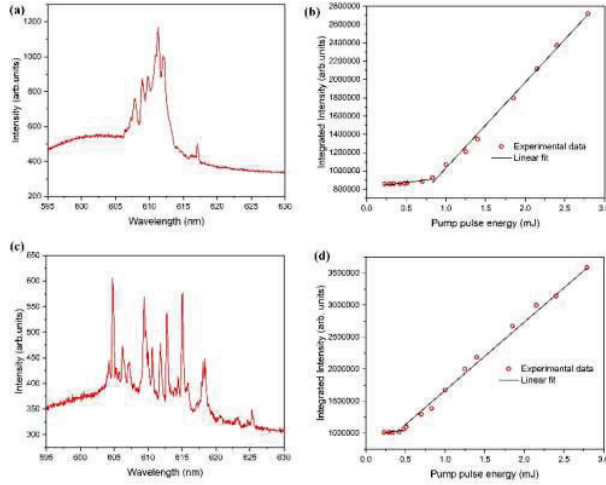 (a)
Intensity (arb.units)
1200
1000
800
600
400
200
595 600 605 610 615 620 625 630
Wavelength (nm)
(b)
Integrated Intensity (arb.units)
2800000
2600000
2400000
2200000
2000000
1800000
1600000
1400000
1200000
1000000
800000
Experimental data
Linear fit
0.0 0.5 1.0 1.5 2.0 2.5 3.0
Pump pulse energy (mJ)
(c)
Intensity (arb.units)
650
600
550
500
450
400
350
300
595 600 605 610 615 620 625 630
Wavelength (nm)
(d)
Integrated Intensity (arb. units)
3500000
3000000
2500000
2000000
1500000
1000000
Experimental data
Linear fit
0.0 0.5 1.0 1.5 2.0 2.5 3.0
Pump pulse energy (mJ)